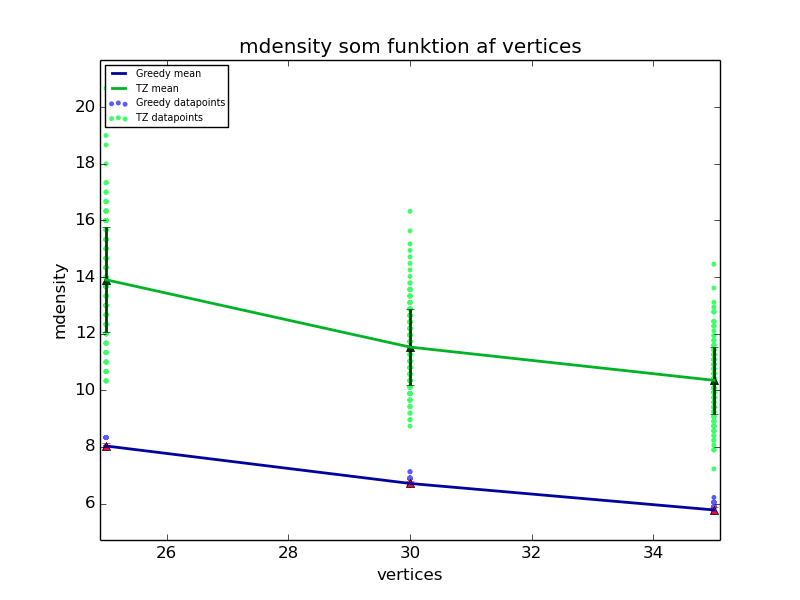 mdensity som funktion af vertices
Greedy mean
TZ mean
Greedy datapoints
TZ datapoints
20
18
16
14
12
10
8
6
mdensity
26
28
30
32
34
vertices